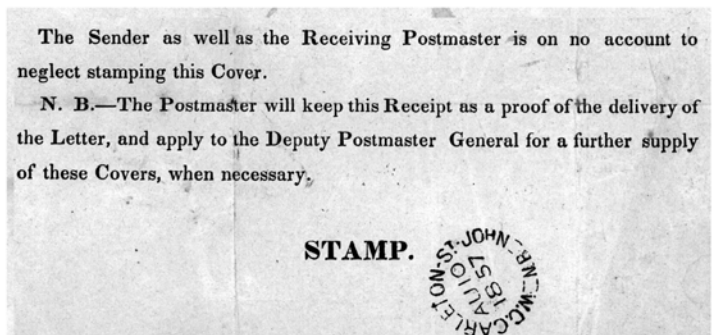 The Sender as well as the Receiving Postmaster is on no account to
neglect stamping this Cover.
N. B.—The Postmaster will keep this Receipt as a proof of the delivery of
the Letter, and apply to the Deputy Postmaster General for a further supply
of these Covers, when necessary.
STAMP.
W.C. CARLETON-ST. JOHN_N.B_
AU 10
1857